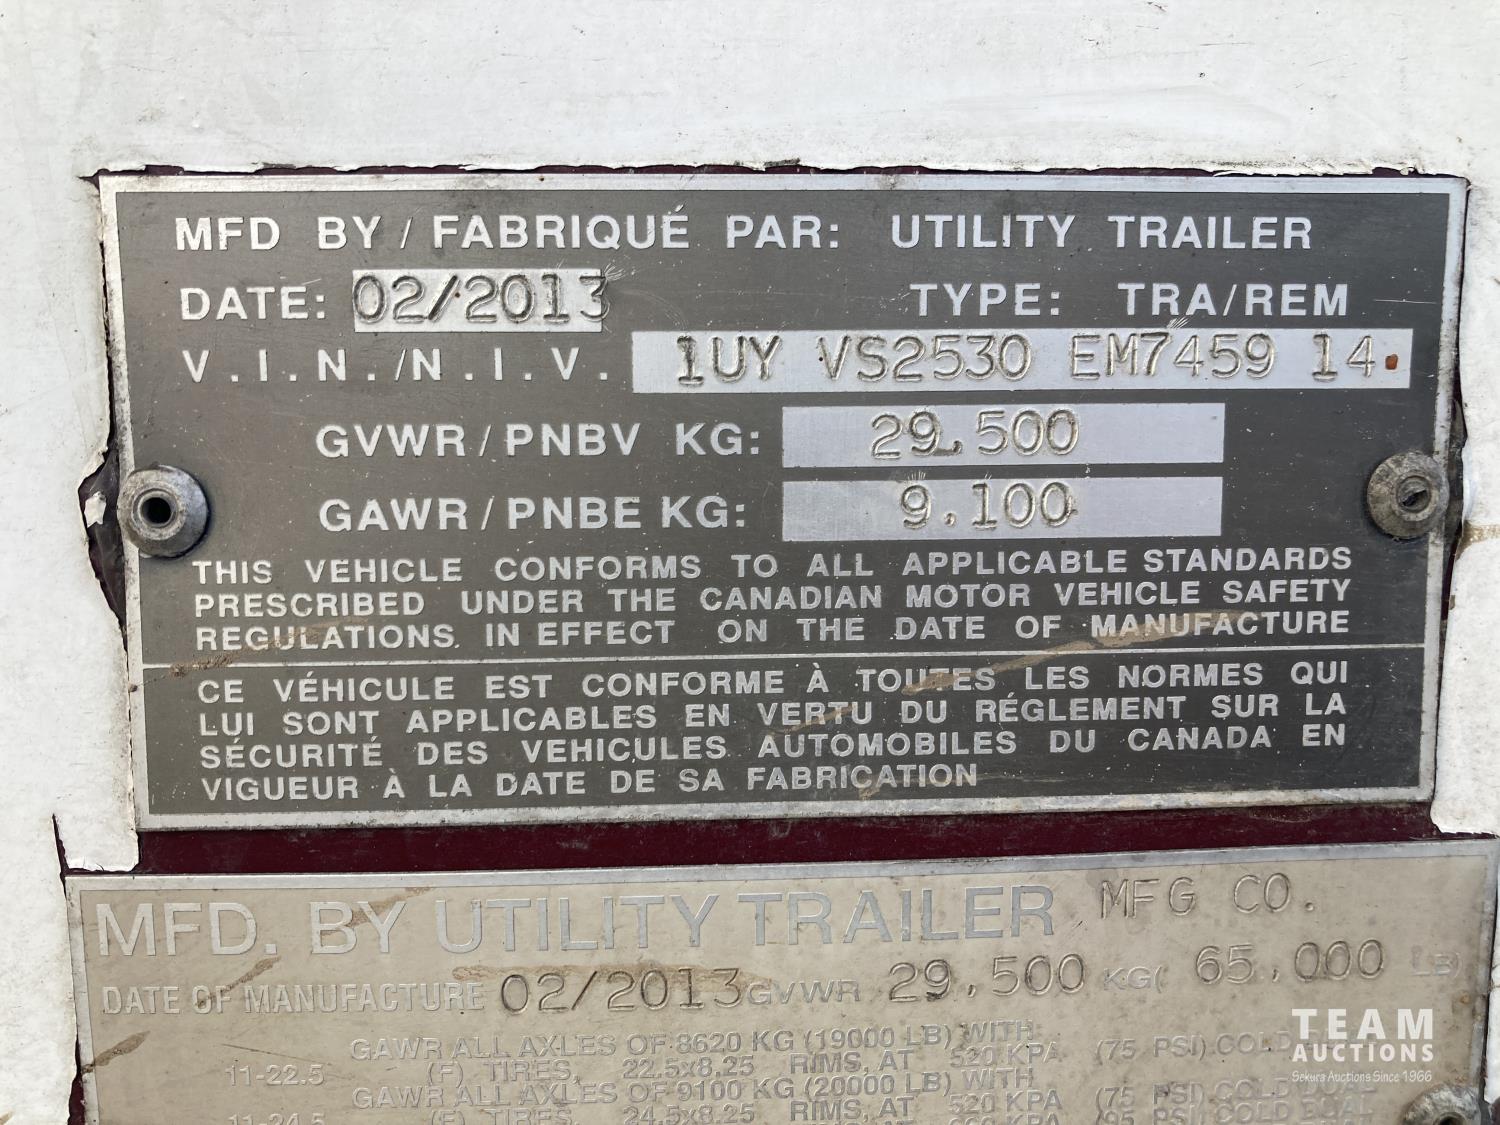 MFD BY / FABRIQUÉ PAR: UTILITY TRAILER
DATE: 02/2013 TYPE: TRA/REM
V.I.N./N.I.V. 1UY VS2530 EM7459 14
GVWR/PNBV KG: 29,500
GAWR/PNBE KG: 9.100
THIS VEHICLE CONFORMS TO ALL APPLICABLE STANDARDS
PRESCRIBED UNDER THE CANADIAN MOTOR VEHICLE SAFETY
REGULATIONS. IN EFFECT ON THE DATE OF MANUFACTURE
CE VÉHICULE EST CONFORME À TOUTES LES NORMES QUI
LUI SONT APPLICABLES EN VERTU DU RÉGLEMENT SUR LA
SÉCURITÉ DES VEHICULES AUTOMOBILES DU CANADA EN
VIGUEUR À LA DATE DE SA FABRICATION
MFD. BY UTILITY TRAILER MFG CO.
DATE OF MANUFACTURE 02/2013 GVWR 29,500 KG( 65,000 LB)
GAWR ALL AXLES OF 8620 KG (19000 LB) WITH
11-22.5 (F) TIRES, 22.5x8.25 RIMS, AT 520 KPA (75 PSI) COLD
GAWR ALL AXLES OF 9100 KG (20000 LB) WITH
11-24.5 (F) TIRES, 24.5x8.25 RIMS, AT 520 KPA (75 PSI) COLD DUAL
TEAM
AUCTIONS
Sekura Auctions Since 1966